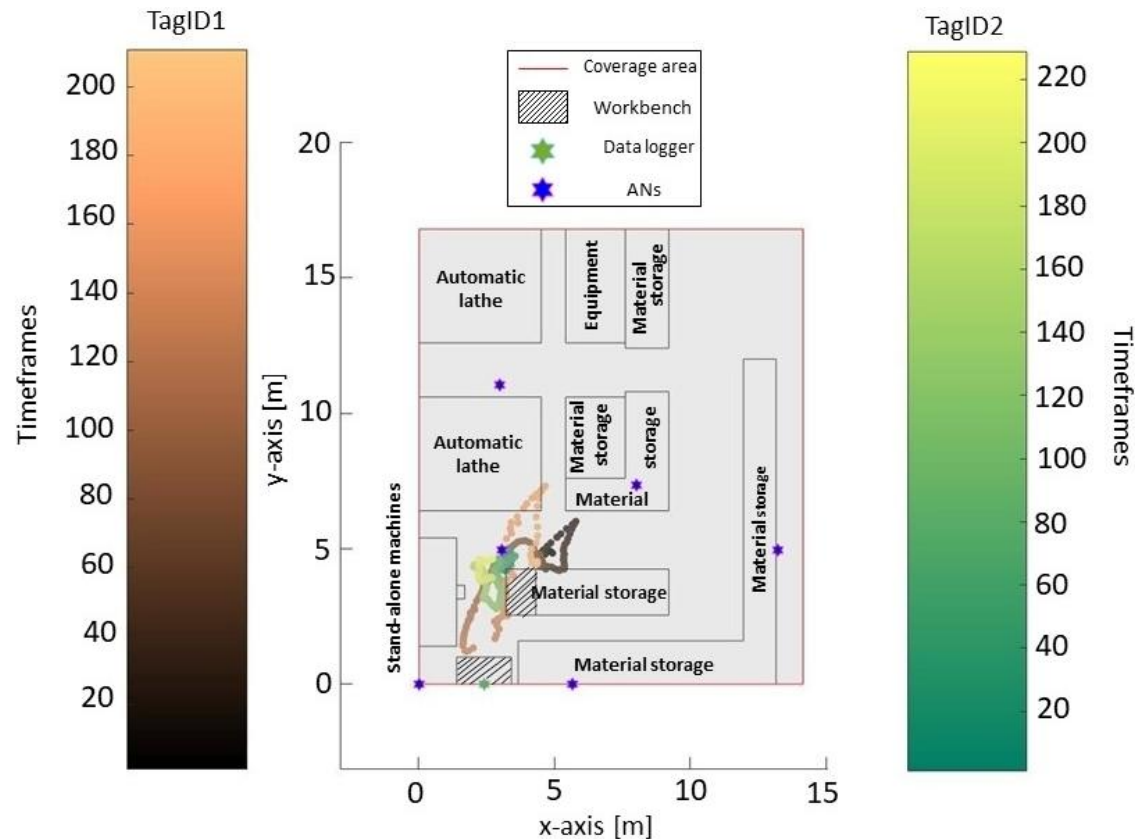 TagID1
TagID2
Coverage area
Workbench
Data logger
ANs
200
180
160
140
120
100
80
60
40
20
Timeframes
220
200
180
160
140
120
100
80
60
40
20
Timeframes
20
15
10
5
0
y-axis [m]
Automatic
lathe
Equipment
Material
storage
Automatic
lathe
Material
storage
storage
Material
Material storage
Stand-alone machines
Material storage
Material storage
0
5
10
15
x-axis [m]